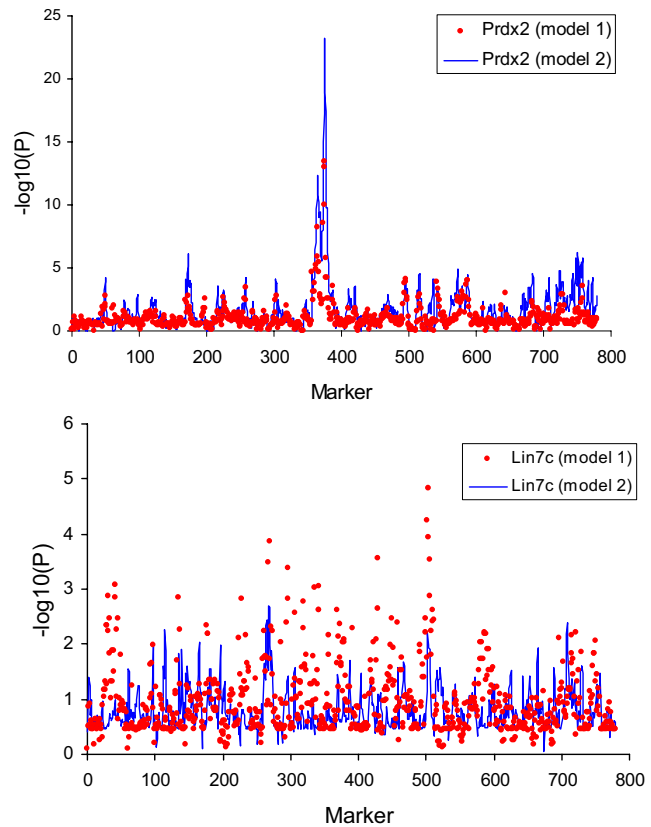 Prdx2 (model 1)
Prdx2 (model 2)
-log10(P)
25
20
15
10
5
0
0 100 200 300 400 500 600 700 800
Marker
Lin7c (model 1)
Lin7c (model 2)
-log10(P)
6
5
4
3
2
1
0
0 100 200 300 400 500 600 700 800
Marker